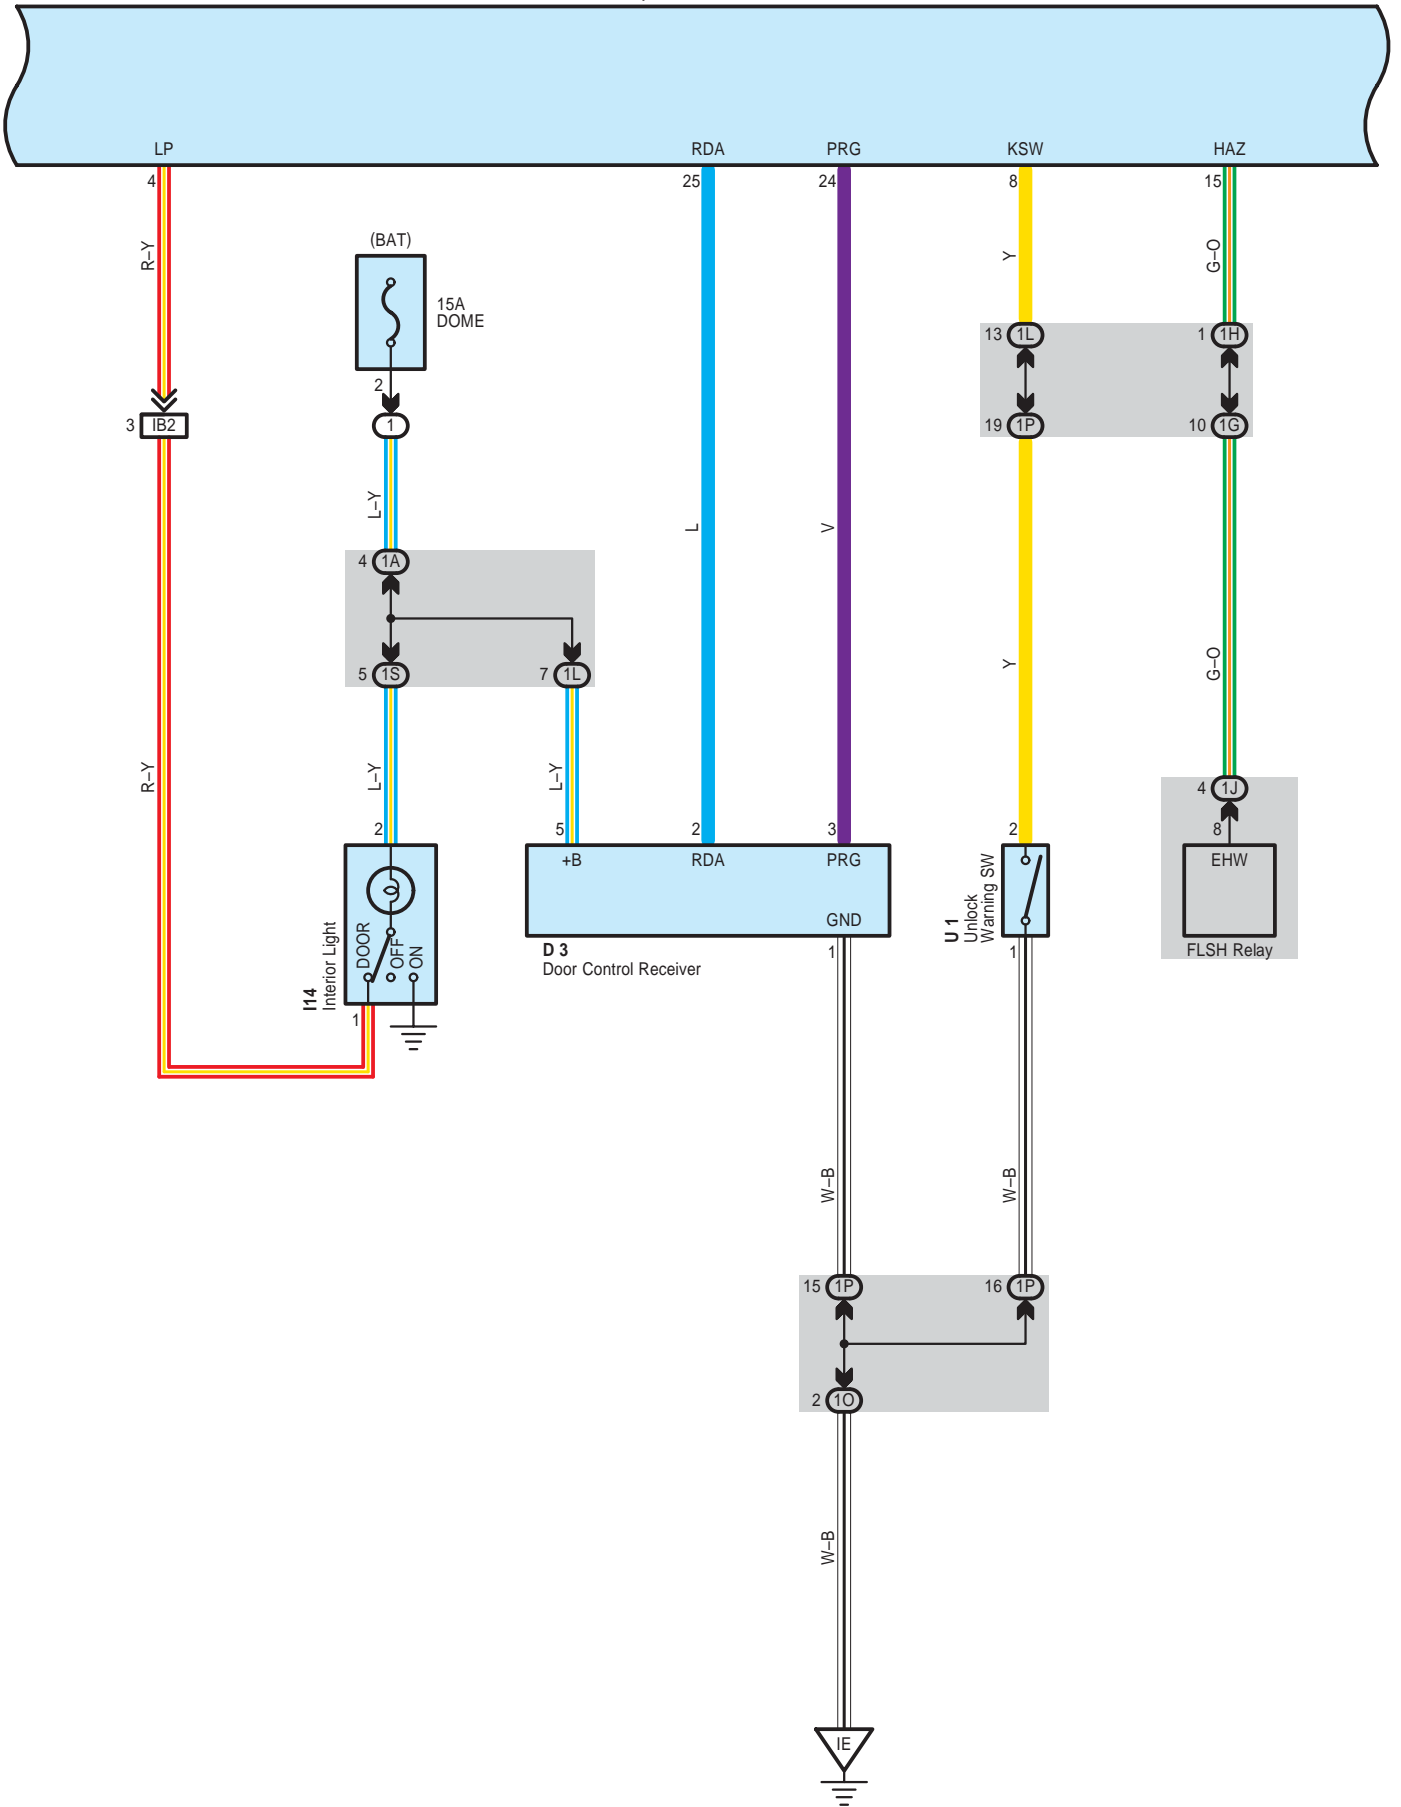 LP RDA PRG KSW HAZ
4 25 24 8 15
(BAT)
R–Y Y G–O
15A
DOME
13 1L 1 1H
2
3 IB2 1 19 1P 10 1G
L–Y L V
4 1A
Y G–O
5 1S 7 1L
R–Y L–Y L–Y
4 1J
2 5 2 3 2 8
+B RDA PRG EHW
GND
I14
Interior Light
DOOR
OFF
ON
U 1
Unlock
Warning SW
D 3
Door Control Receiver
FLSH Relay
1 1
1
W–B W–B
15 1P 16 1P
2 1O
W–B
IE